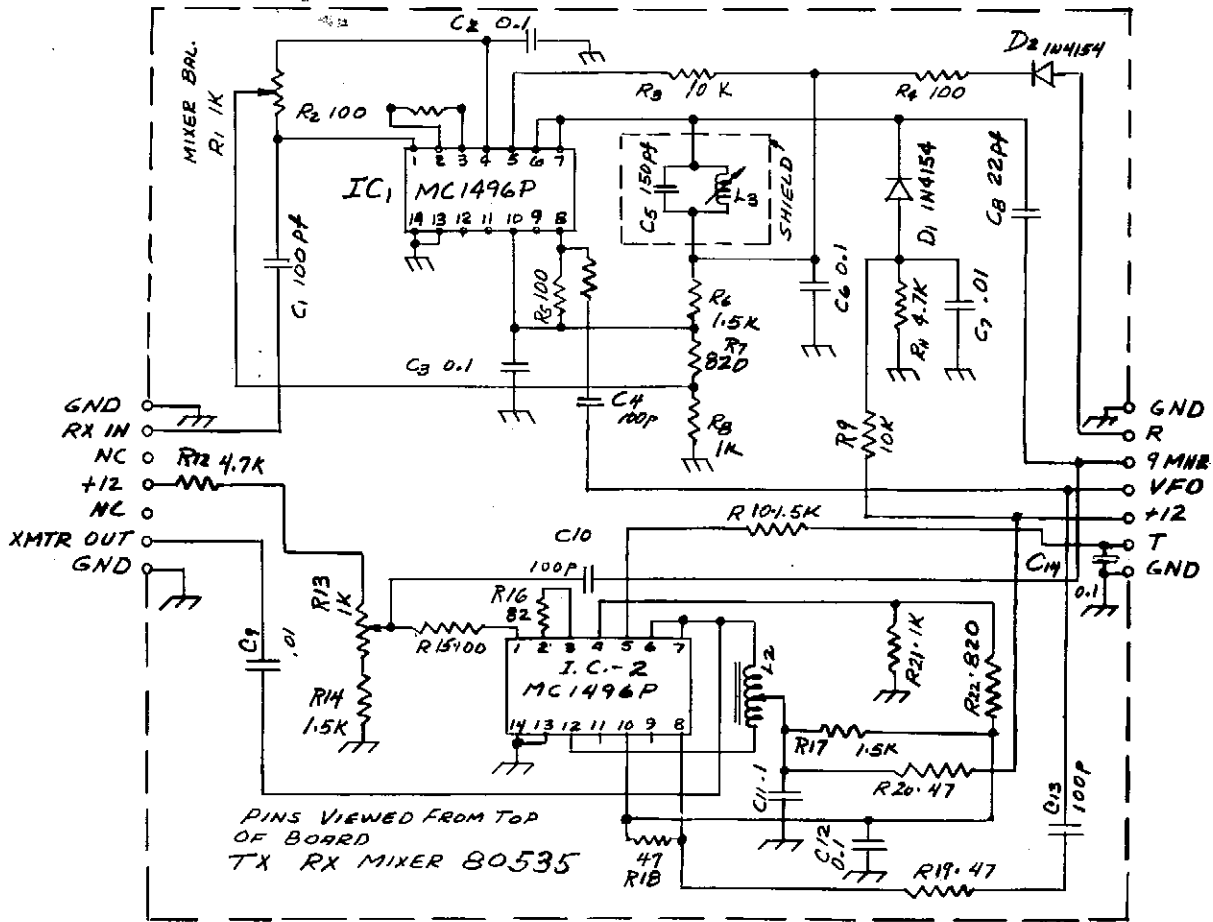 C2 0.1
D2 1N4154
MIXER BAL.
R1 1K
R2 100
R3 10K
R4 100
1 2 3 4 5 6 7
IC1 MC1496P
14 13 12 11 10 9 8
C5 150pf
L3
SHIELD
D1 1N4154
C8 22pf
C1 100pf
R5 100
R6
1.5K
C6 0.1
R11 4.7K
C7 .01
C3 0.1
R7
820
C4
100p
R8
1K
R9
10K
GND
RX IN
NC
+12
NC
XMTR OUT
GND
R12 4.7K
GND
R
9 MHZ
VFO
+12
T
GND
R10·1.5K
C14
0.1
C10
100P
R13
1K
R16
82
C9
.01
R15·100
1 2 3 4 5 6 7
I.C.-2
MC1496P
14 13 12 11 10 9 8
L2
R21·1K
R22·820
R14
1.5K
R17 1.5K
R20·47
C11 .1
C12
0.1
C13
100P
47
R18
R19·47
PINS VIEWED FROM TOP
OF BOARD
TX RX MIXER 80535